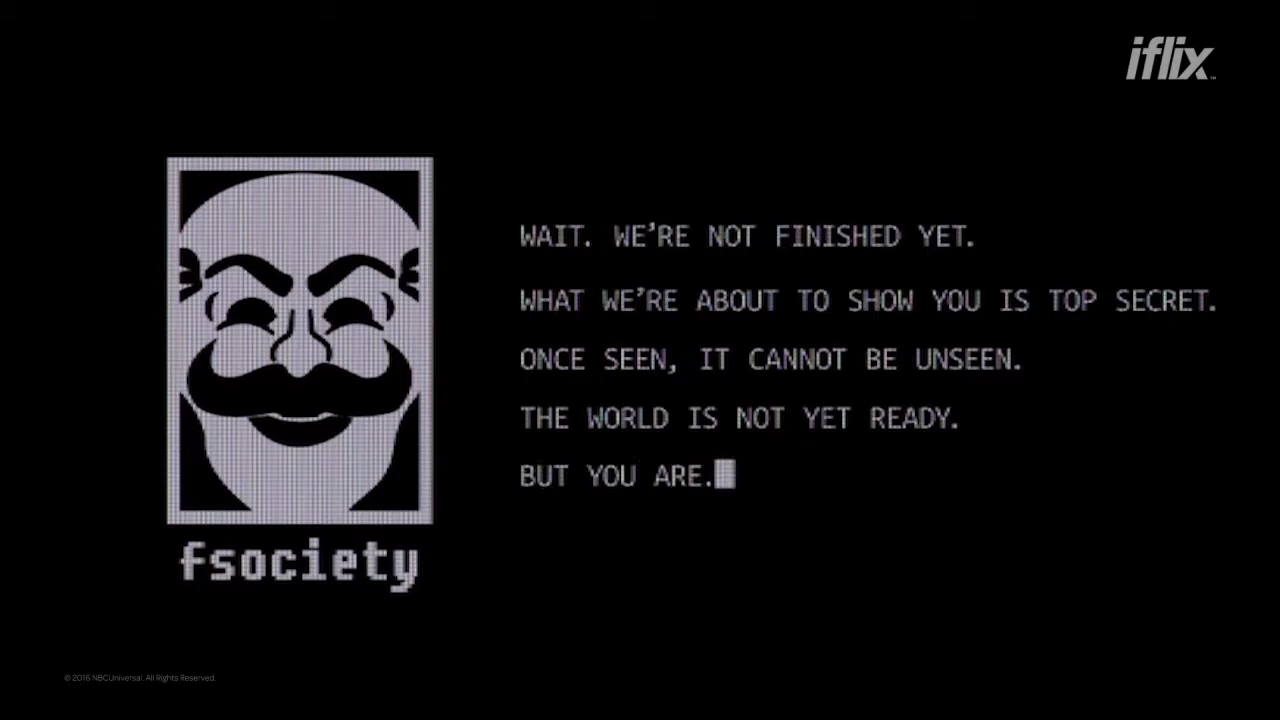 iflix
WAIT. WE’RE NOT FINISHED YET.
WHAT WE’RE ABOUT TO SHOW YOU IS TOP SECRET.
ONCE SEEN, IT CANNOT BE UNSEEN.
THE WORLD IS NOT YET READY.
BUT YOU ARE.
fsociety
© 2016 NBCUniversal. All Rights Reserved.